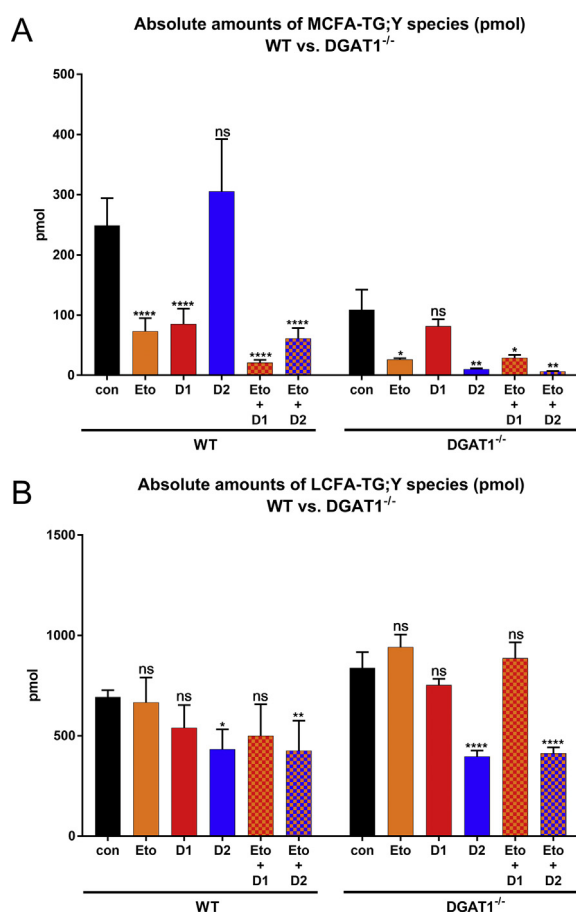 A
Absolute amounts of MCFA-TG;Y species (pmol)
WT vs. DGAT1-/-
500
400
300
200
100
0
pmol
**** **** ns **** **** * ns ** * **
con Eto D1 D2 Eto + D1 Eto + D2 con Eto D1 D2 Eto + D1 Eto + D2
WT DGAT1-/-
B
Absolute amounts of LCFA-TG;Y species (pmol)
WT vs. DGAT1-/-
1500
1000
500
0
pmol
ns ns * ns ** ns ns **** ns ****
con Eto D1 D2 Eto + D1 Eto + D2 con Eto D1 D2 Eto + D1 Eto + D2
WT DGAT1-/-